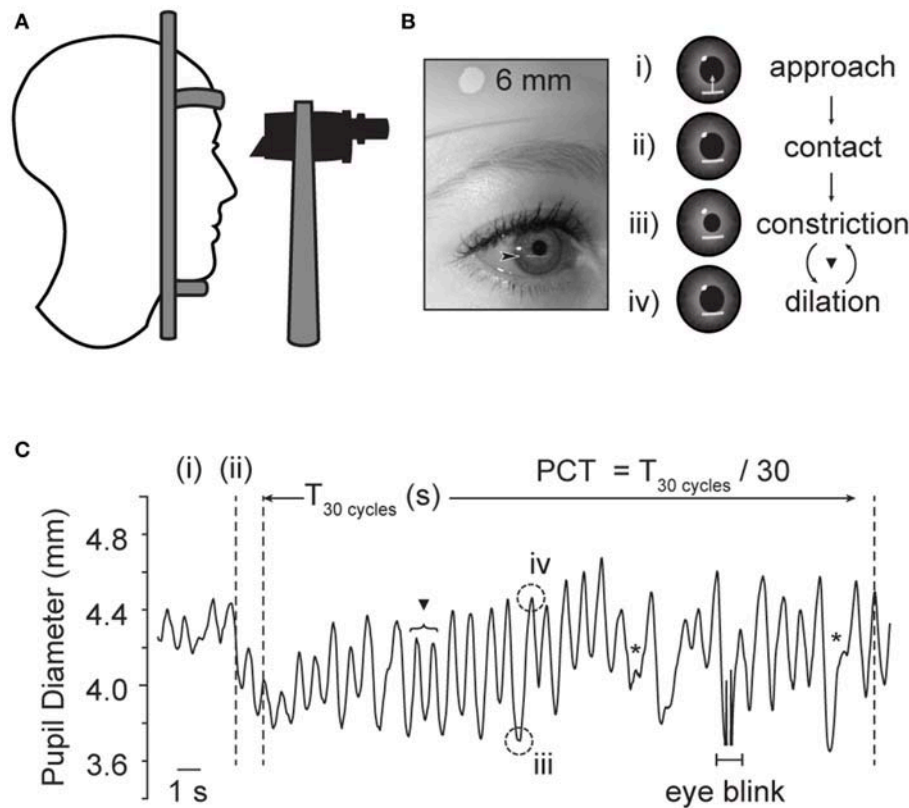 A
B
6 mm
i) approach
ii) contact
iii) constriction
iv) dilation
C
(i) (ii)
T30 cycles (s)
PCT = T30 cycles / 30
Pupil Diameter (mm)
4.8
4.4
4.0
3.6
iv
*
*
iii
1 s
eye blink